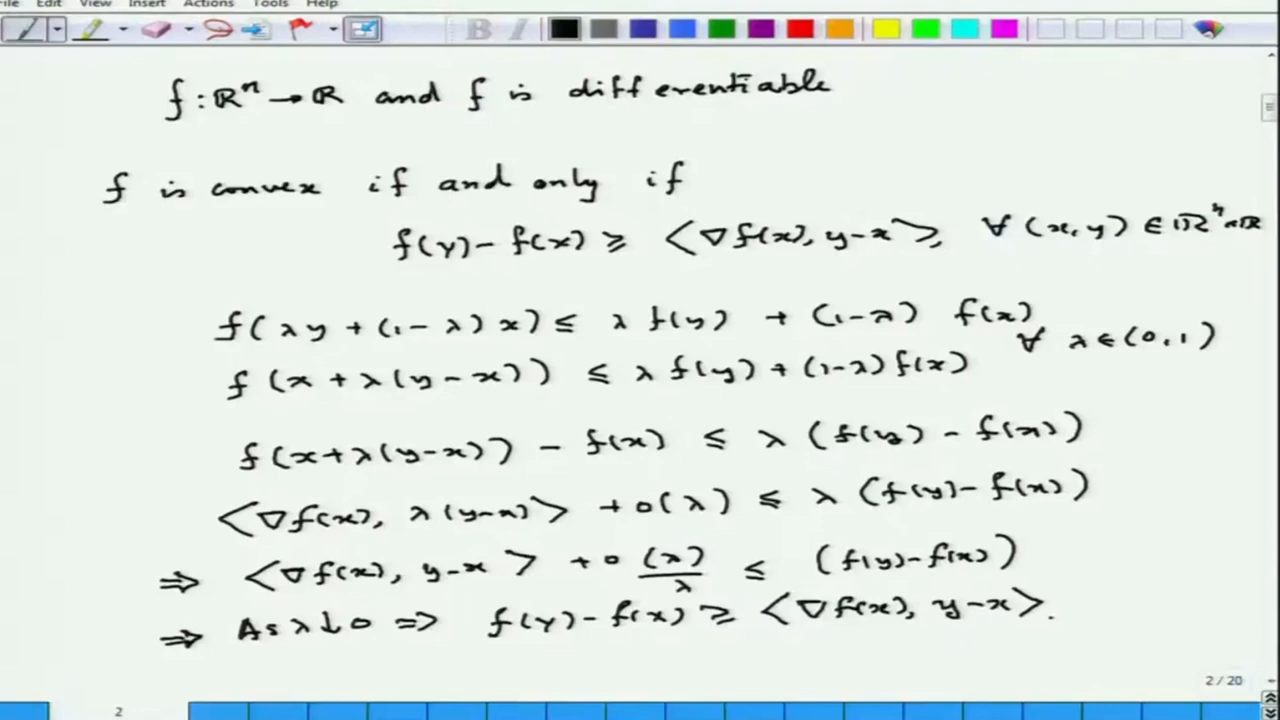 File Edit View Insert Actions Tools Help
f : ℝⁿ → ℝ and f is differentiable
f is convex if and only if
f(y) - f(x) ≥ ⟨∇f(x), y-x⟩, ∀ (x,y) ∈ ℝⁿ × ℝ
f(λy + (1-λ)x) ≤ λ f(y) + (1-λ) f(x)
∀ λ ∈ (0,1)
f(x + λ(y-x)) ≤ λ f(y) + (1-λ) f(x)
f(x+λ(y-x)) - f(x) ≤ λ (f(y) - f(x))
⟨∇f(x), λ(y-x)⟩ + o(λ) ≤ λ (f(y) - f(x))
⇒ ⟨∇f(x), y-x⟩ + o(λ)/λ ≤ (f(y) - f(x))
⇒ As λ↓0 ⇒ f(y) - f(x) ≥ ⟨∇f(x), y-x⟩.
2 / 20
2